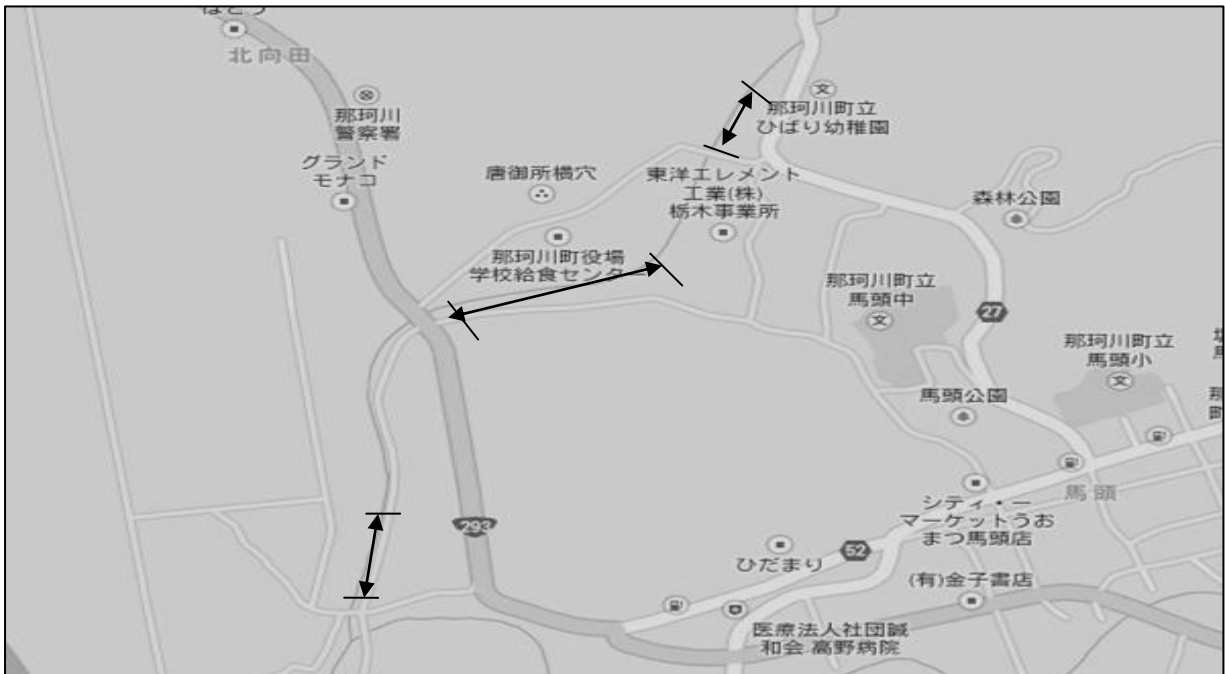 北向田
那珂川
警察署
グランド
モナコ
唐御所横穴
那珂川町役場
学校給食センター
東洋エレメント
工業(株)
栃木事業所
那珂川町立
ひばり幼稚園
森林公園
那珂川町立
馬頭中
27
那珂川町立
馬頭小
馬頭公園
馬頭
シティ・ー
マーケットうお
まつ馬頭店
293
52
ひだまり
(有)金子書店
医療法人社団誠
和会 高野病院